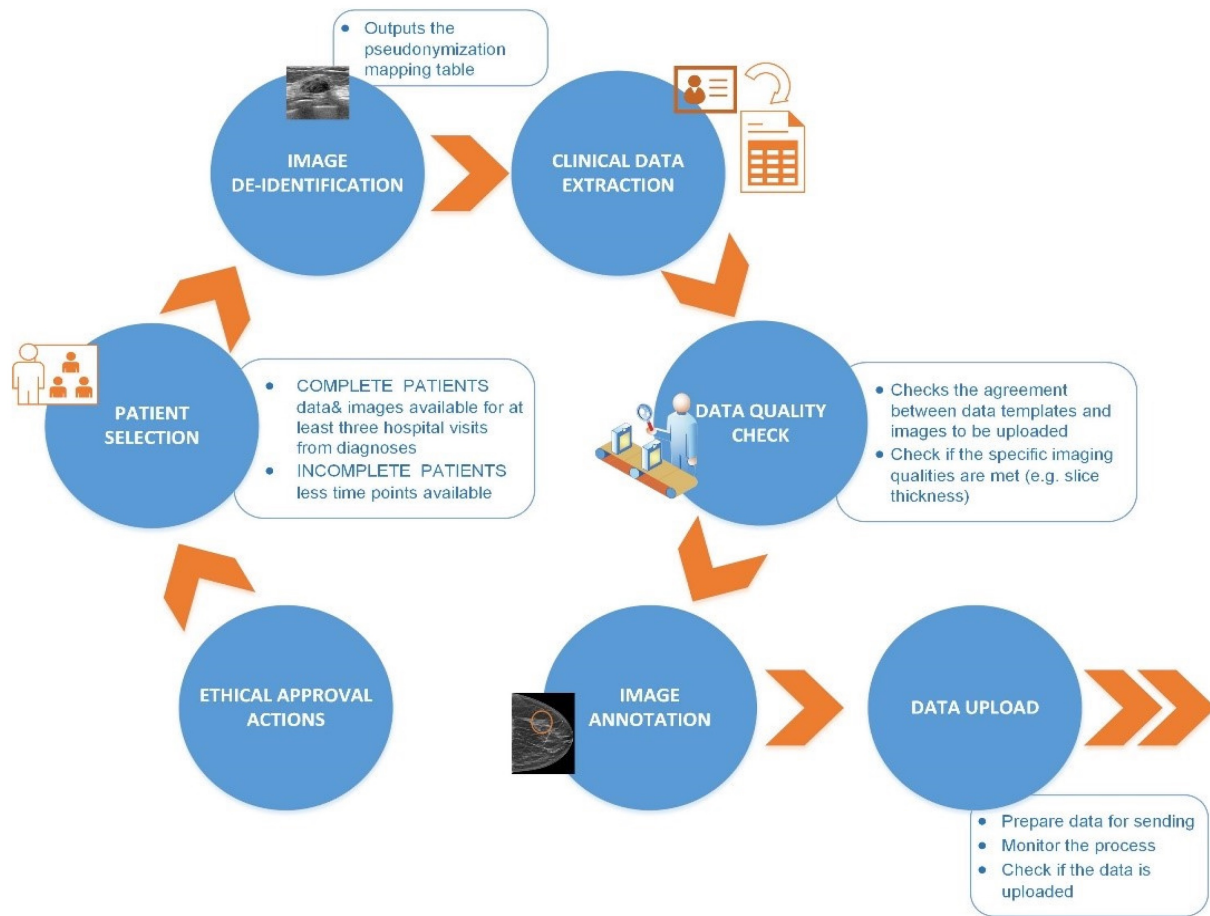 • Outputs the
pseudonymization
mapping table
IMAGE
DE-IDENTIFICATION
CLINICAL DATA
EXTRACTION
PATIENT
SELECTION
• COMPLETE PATIENTS
data& images available for at
least three hospital visits
from diagnoses
• INCOMPLETE PATIENTS
less time points available
DATA QUALITY
CHECK
• Checks the agreement
between data templates and
images to be uploaded
• Check if the specific imaging
qualities are met (e.g. slice
thickness)
ETHICAL APPROVAL
ACTIONS
IMAGE
ANNOTATION
DATA UPLOAD
• Prepare data for sending
• Monitor the process
• Check if the data is
uploaded